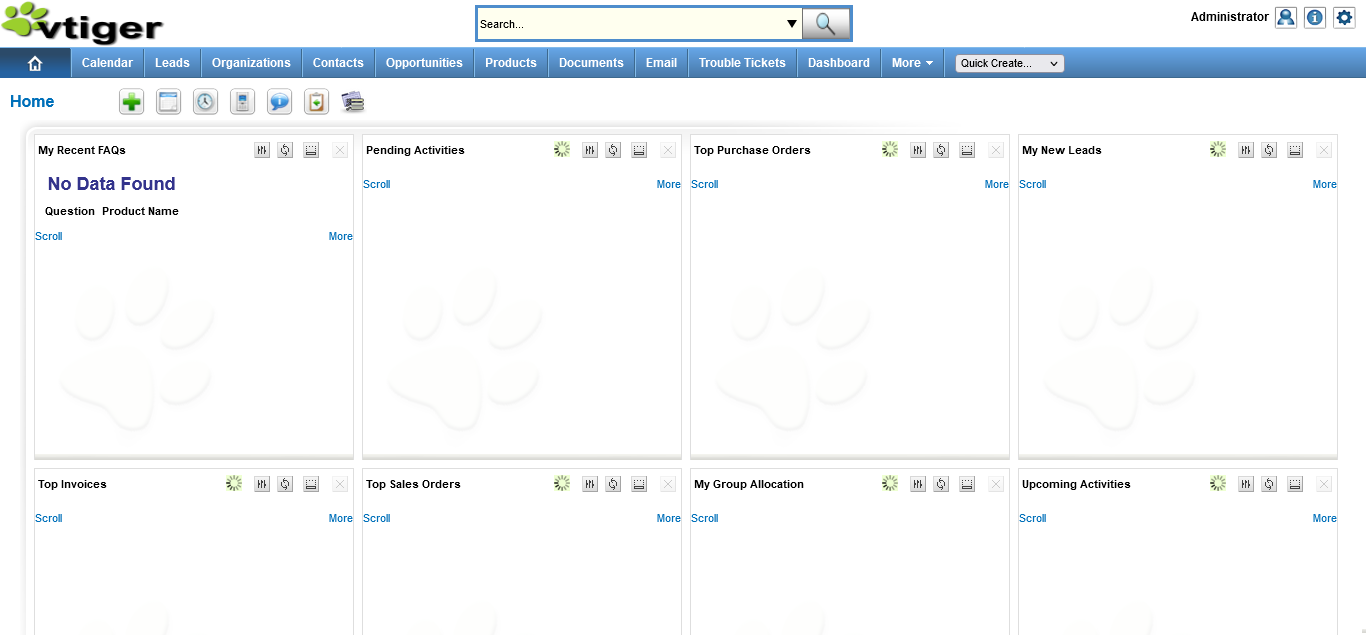 vtiger
Search...
Administrator
Calendar Leads Organizations Contacts Opportunities Products Documents Email Trouble Tickets Dashboard More Quick Create...
Home
My Recent FAQs
No Data Found
Question Product Name
Scroll More
Pending Activities
Scroll More
Top Purchase Orders
Scroll More
My New Leads
Scroll More
Top Invoices
Scroll More
Top Sales Orders
Scroll More
My Group Allocation
Scroll
Upcoming Activities
Scroll More